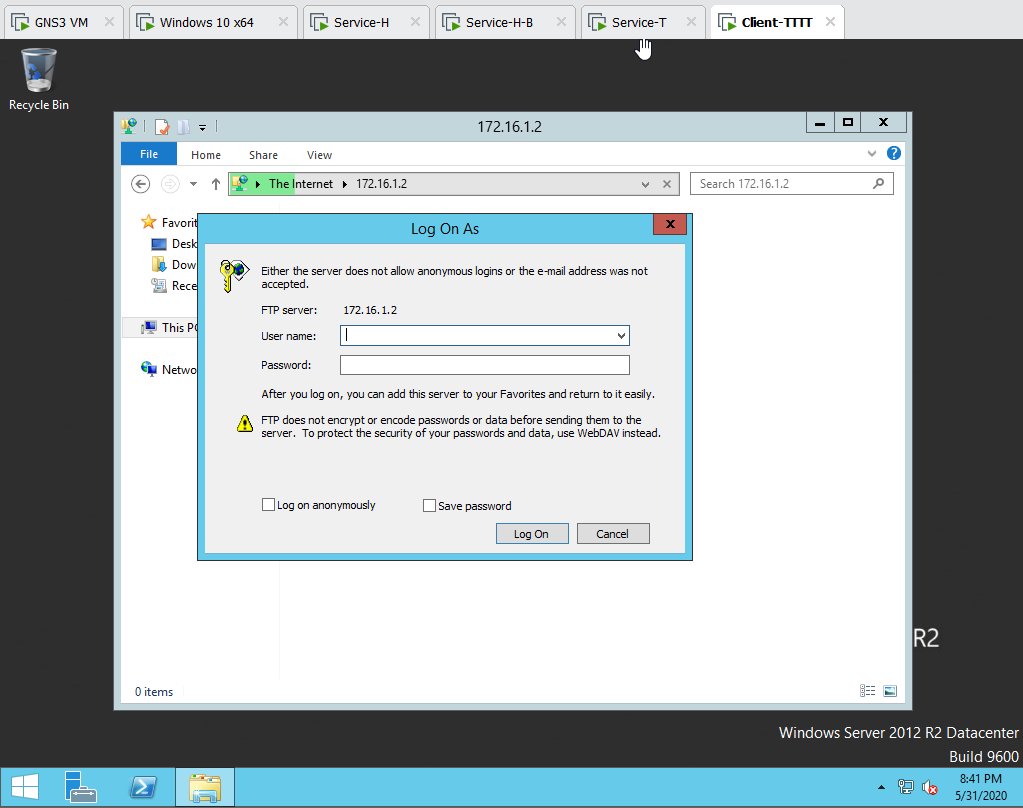 GNS3 VM
Windows 10 x64
Service-H
Service-H-B
Service-T
Client-TTTT
Recycle Bin
172.16.1.2
File
Home
Share
View
The Internet
172.16.1.2
Search 172.16.1.2
Favorit
Desk
Dow
Rece
This PC
Netwo
Log On As
Either the server does not allow anonymous logins or the e-mail address was not
accepted.
FTP server:
172.16.1.2
User name:
Password:
After you log on, you can add this server to your Favorites and return to it easily.
FTP does not encrypt or encode passwords or data before sending them to the
server. To protect the security of your passwords and data, use WebDAV instead.
Log on anonymously
Save password
Log On
Cancel
0 items
R2
Windows Server 2012 R2 Datacenter
Build 9600
8:41 PM
5/31/2020